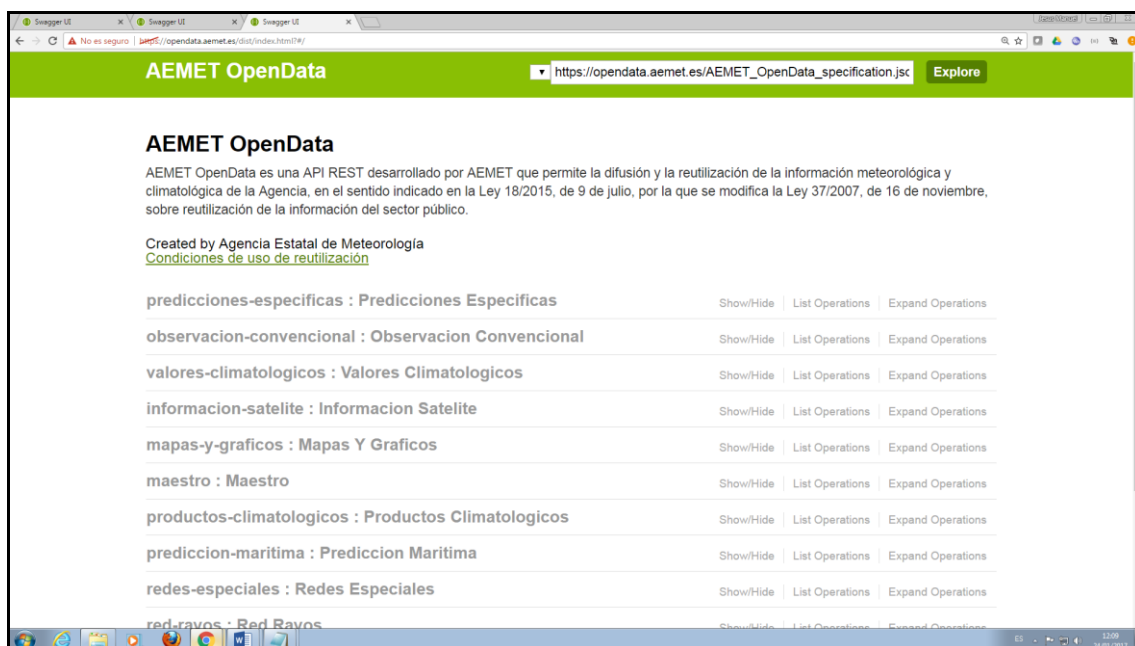 Swagger UI
Swagger UI
Swagger UI
No es seguro | https://opendata.aemet.es/dist/index.html?#/
AEMET OpenData
https://opendata.aemet.es/AEMET_OpenData_specification.jsc
Explore
AEMET OpenData
AEMET OpenData es una API REST desarrollado por AEMET que permite la difusión y la reutilización de la información meteorológica y
climatológica de la Agencia, en el sentido indicado en la Ley 18/2015, de 9 de julio, por la que se modifica la Ley 37/2007, de 16 de noviembre,
sobre reutilización de la información del sector público.
Created by Agencia Estatal de Meteorología
Condiciones de uso de reutilización
predicciones-especificas : Predicciones Especificas Show/Hide List Operations Expand Operations
observacion-convencional : Observacion Convencional Show/Hide List Operations Expand Operations
valores-climatologicos : Valores Climatologicos Show/Hide List Operations Expand Operations
informacion-satelite : Informacion Satelite Show/Hide List Operations Expand Operations
mapas-y-graficos : Mapas Y Graficos Show/Hide List Operations Expand Operations
maestro : Maestro Show/Hide List Operations Expand Operations
productos-climatologicos : Productos Climatologicos Show/Hide List Operations Expand Operations
prediccion-maritima : Prediccion Maritima Show/Hide List Operations Expand Operations
redes-especiales : Redes Especiales Show/Hide List Operations Expand Operations
red-rayos : Red Rayos Show/Hide List Operations Expand Operations
ES
12:09